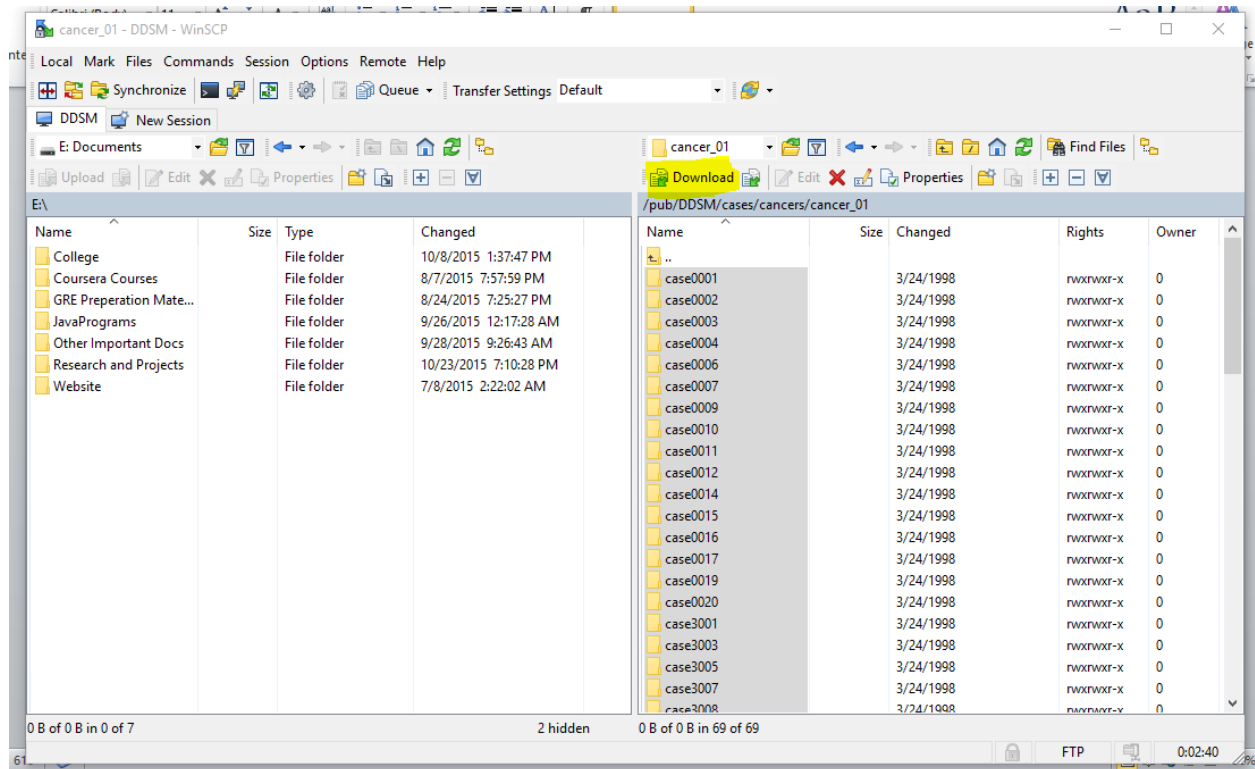 cancer_01 - DDSM - WinSCP
Local Mark Files Commands Session Options Remote Help
Synchronize Queue Transfer Settings Default
DDSM New Session
E: Documents cancer_01 Find Files
Upload Edit Properties Download Edit Properties
E:\ /pub/DDSM/cases/cancers/cancer_01
Name Size Type Changed Name Size Changed Rights Owner
..
College File folder 10/8/2015 1:37:47 PM
Coursera Courses File folder 8/7/2015 7:57:59 PM case0001 3/24/1998 rwxrwxr-x 0
GRE Preperation Mate... File folder 8/24/2015 7:25:27 PM case0002 3/24/1998 rwxrwxr-x 0
JavaPrograms File folder 9/26/2015 12:17:28 AM case0003 3/24/1998 rwxrwxr-x 0
Other Important Docs File folder 9/28/2015 9:26:43 AM case0004 3/24/1998 rwxrwxr-x 0
Research and Projects File folder 10/23/2015 7:10:28 PM case0006 3/24/1998 rwxrwxr-x 0
Website File folder 7/8/2015 2:22:02 AM case0007 3/24/1998 rwxrwxr-x 0
case0009 3/24/1998 rwxrwxr-x 0
case0010 3/24/1998 rwxrwxr-x 0
case0011 3/24/1998 rwxrwxr-x 0
case0012 3/24/1998 rwxrwxr-x 0
case0014 3/24/1998 rwxrwxr-x 0
case0015 3/24/1998 rwxrwxr-x 0
case0016 3/24/1998 rwxrwxr-x 0
case0017 3/24/1998 rwxrwxr-x 0
case0019 3/24/1998 rwxrwxr-x 0
case0020 3/24/1998 rwxrwxr-x 0
case3001 3/24/1998 rwxrwxr-x 0
case3003 3/24/1998 rwxrwxr-x 0
case3005 3/24/1998 rwxrwxr-x 0
case3007 3/24/1998 rwxrwxr-x 0
case3008 3/24/1998 rwxrwxr-x 0
0 B of 0 B in 0 of 7 2 hidden 0 B of 0 B in 69 of 69
FTP 0:02:40